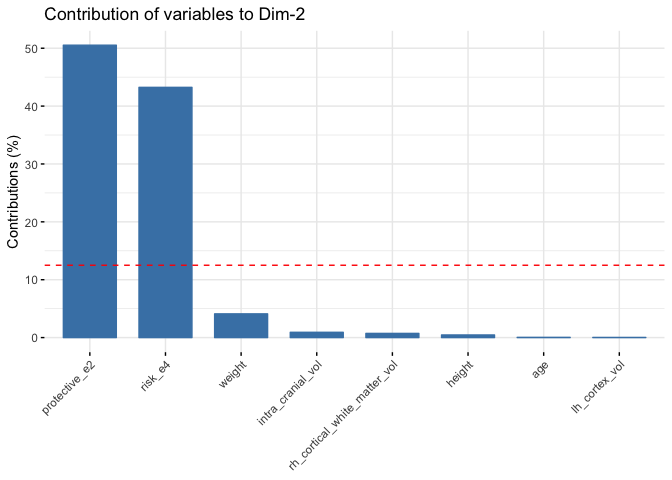 Contribution of variables to Dim-2
Contributions (%)
50
40
30
20
10
0
protective_e2
risk_e4
weight
intra_cranial_vol
rh_cortical_white_matter_vol
height
age
lh_cortex_vol